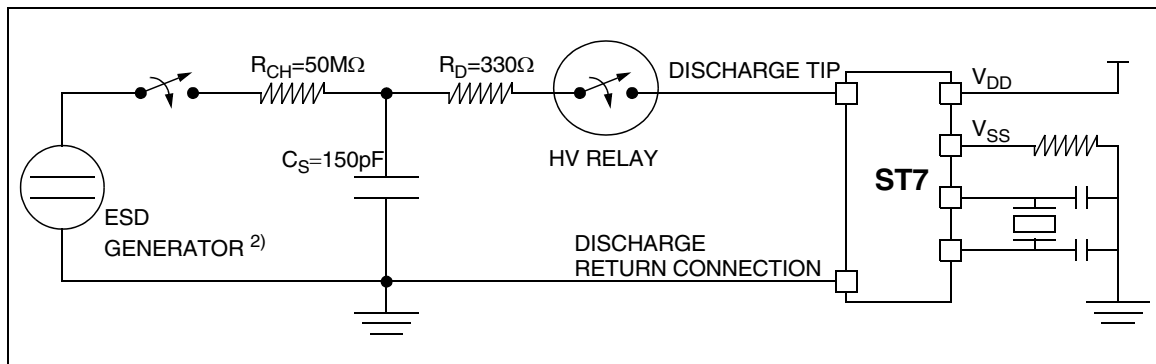 R_CH=50MΩ
R_D=330Ω
DISCHARGE TIP
V_DD
HV RELAY
V_SS
C_S=150pF
ST7
ESD
GENERATOR 2)
DISCHARGE
RETURN CONNECTION